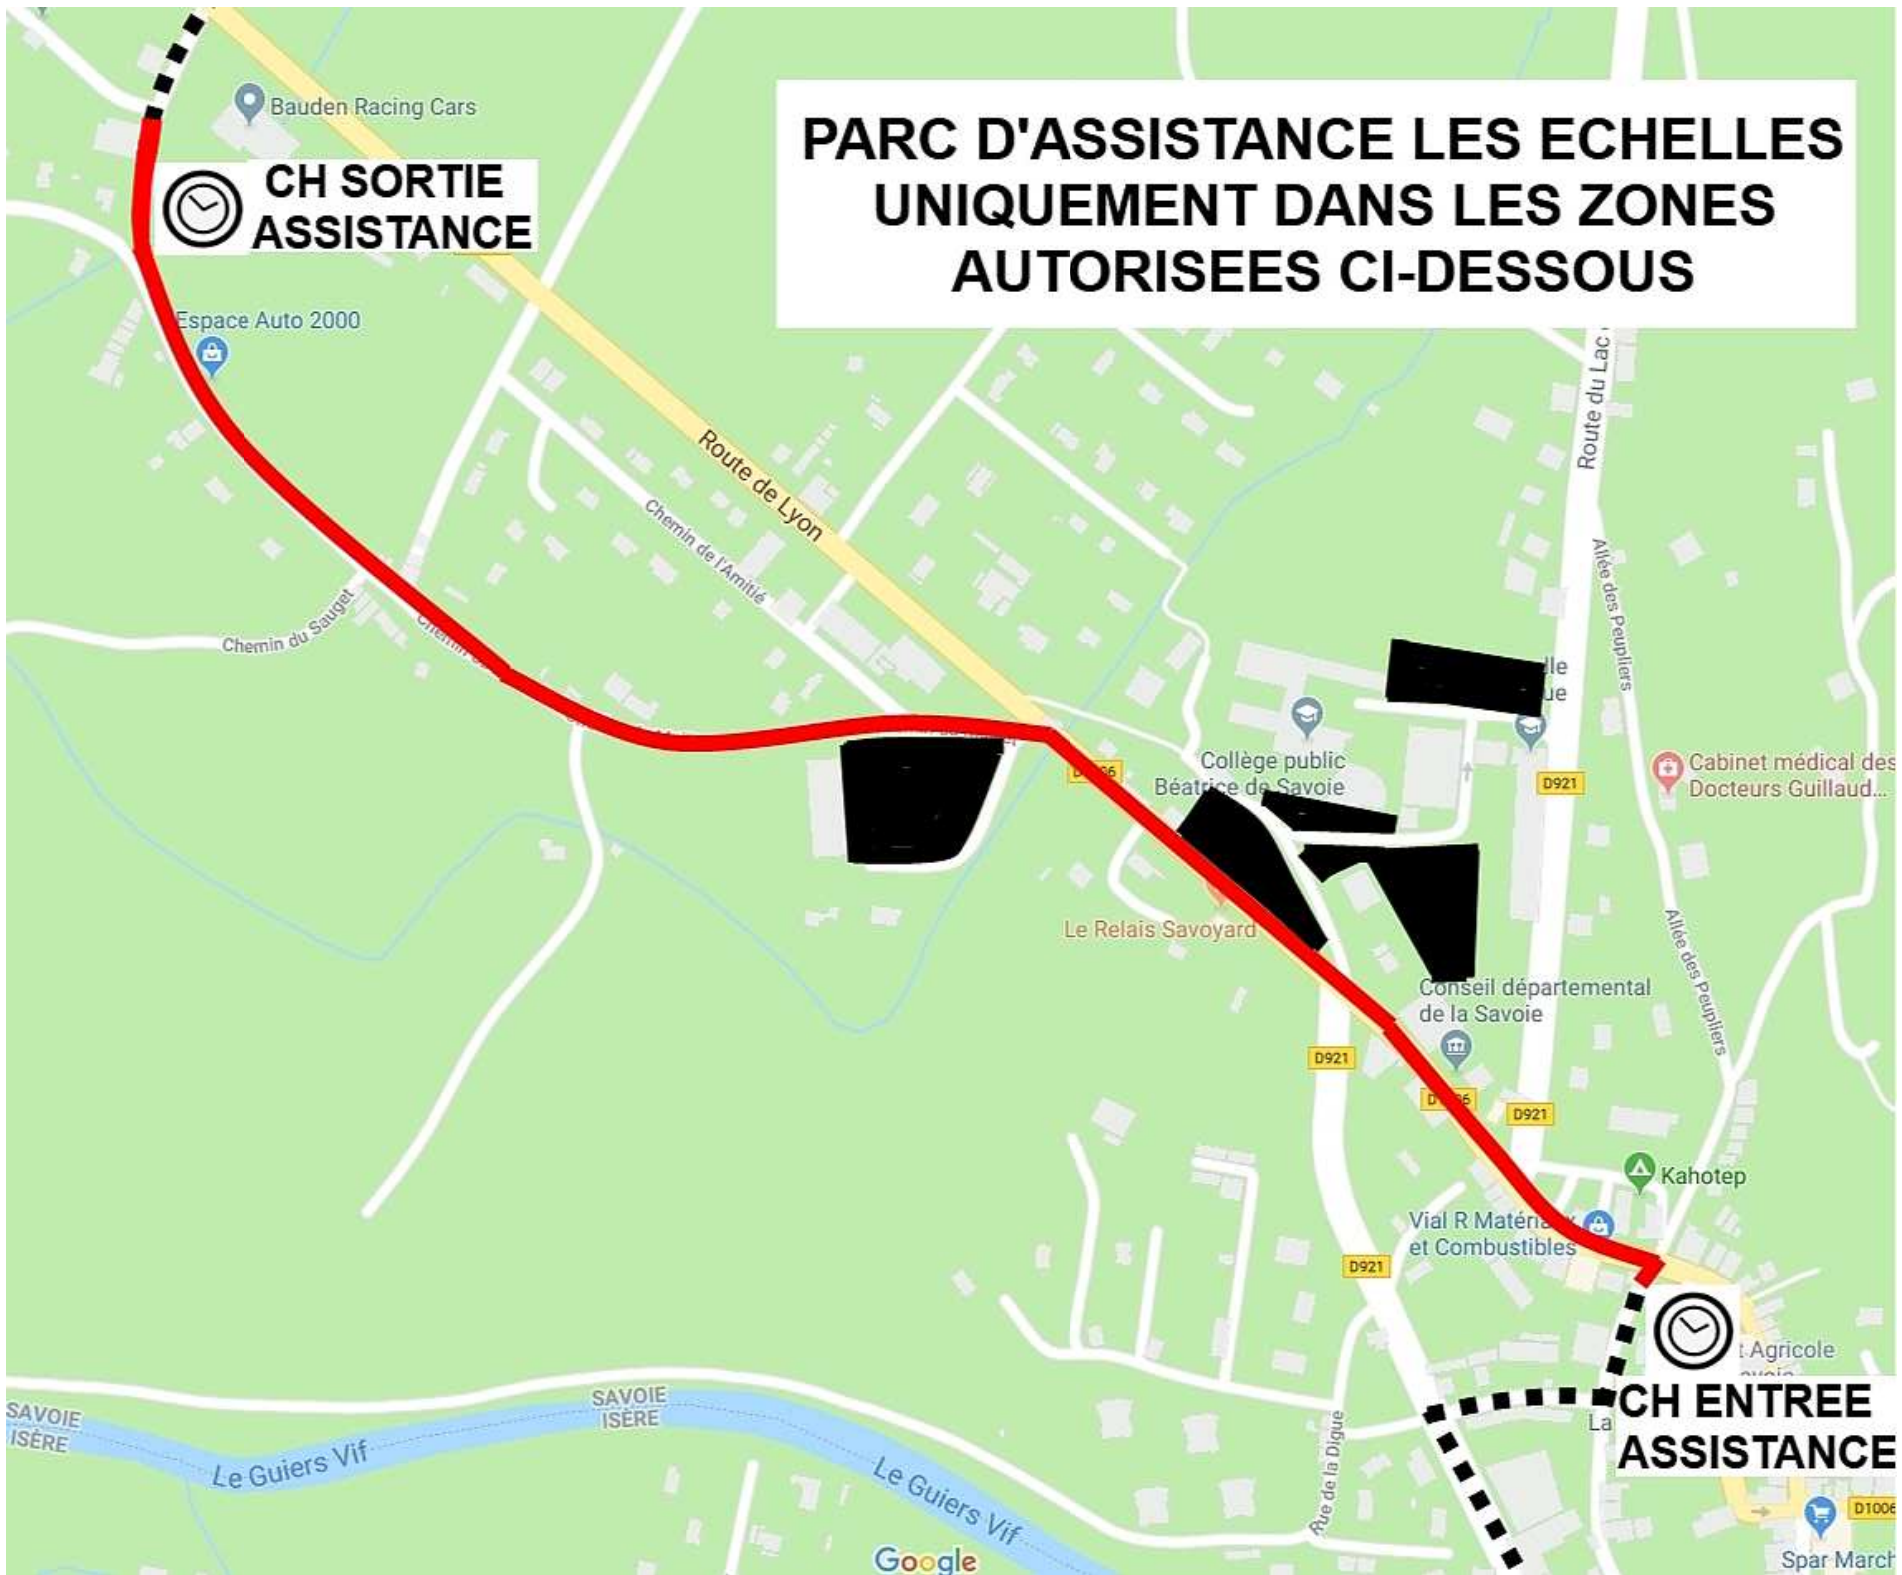 Bauden Racing Cars
PARC D'ASSISTANCE LES ECHELLES
UNIQUEMENT DANS LES ZONES
AUTORISEES CI-DESSOUS
CH SORTIE
ASSISTANCE
Espace Auto 2000
Route du Lac
Route de Lyon
Chemin de l'Amitié
Allée des Peupliers
Chemin du Sauget
Collège public
Béatrice de Savoie
D921
Cabinet médical des
Docteurs Guillaud...
Le Relais Savoyard
Allée des Peupliers
Conseil départemental
de la Savoie
D921
D921
Kahotep
Vial R Matériaux
et Combustibles
D921
t Agricole
CH ENTREE
ASSISTANCE
La
SAVOIE
ISÈRE
SAVOIE
ISÈRE
Le Guiers Vif
Le Guiers Vif
Rue de la Digue
D1006
Spar March
Google